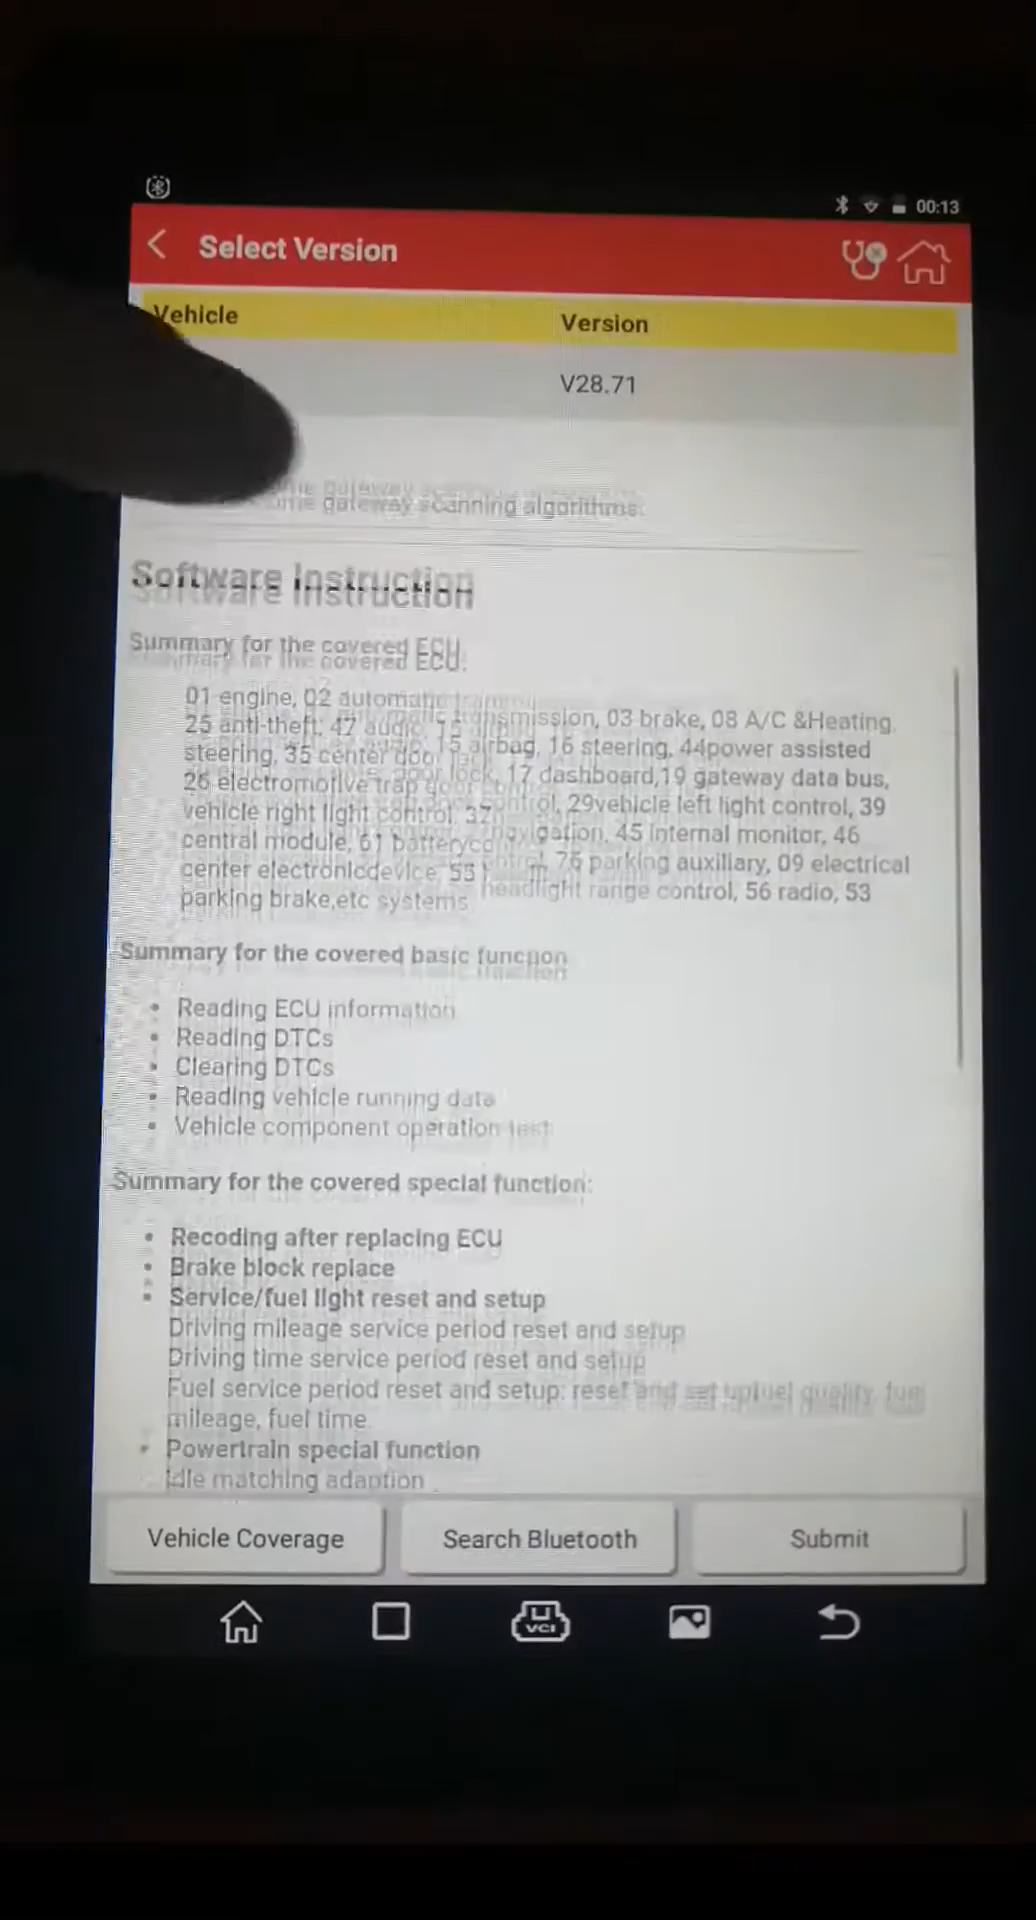 00:13
Select Version
Vehicle Version
V28.71
gateway scanning algorithms.
Software Instruction
Summary for the covered ECU:
01 engine, 02 automatic transmission, 03 brake, 08 A/C &Heating,
25 anti-theft, 47 audio, 15 airbag, 16 steering, 44power assisted
steering, 35 center door lock, 17 dashboard,19 gateway data bus,
26 electromotive trap door control, 29vehicle left light control, 39
vehicle right light control, 37navigation, 45 internal monitor, 46
central module, 61 battery control, 76 parking auxiliary, 09 electrical
center electronicdevice, 55 headlight range control, 56 radio, 53
parking brake,etc systems
Summary for the covered basic function
• Reading ECU information
• Reading DTCs
• Clearing DTCs
• Reading vehicle running data
• Vehicle component operation test
Summary for the covered special function:
• Recoding after replacing ECU
• Brake block replace
• Service/fuel light reset and setup
Driving mileage service period reset and setup
Driving time service period reset and setup
Fuel service period reset and setup: reset and set upfuel quality, fuel
mileage, fuel time.
• Powertrain special function
Idle matching adaption
Vehicle Coverage
Search Bluetooth
Submit
VCI